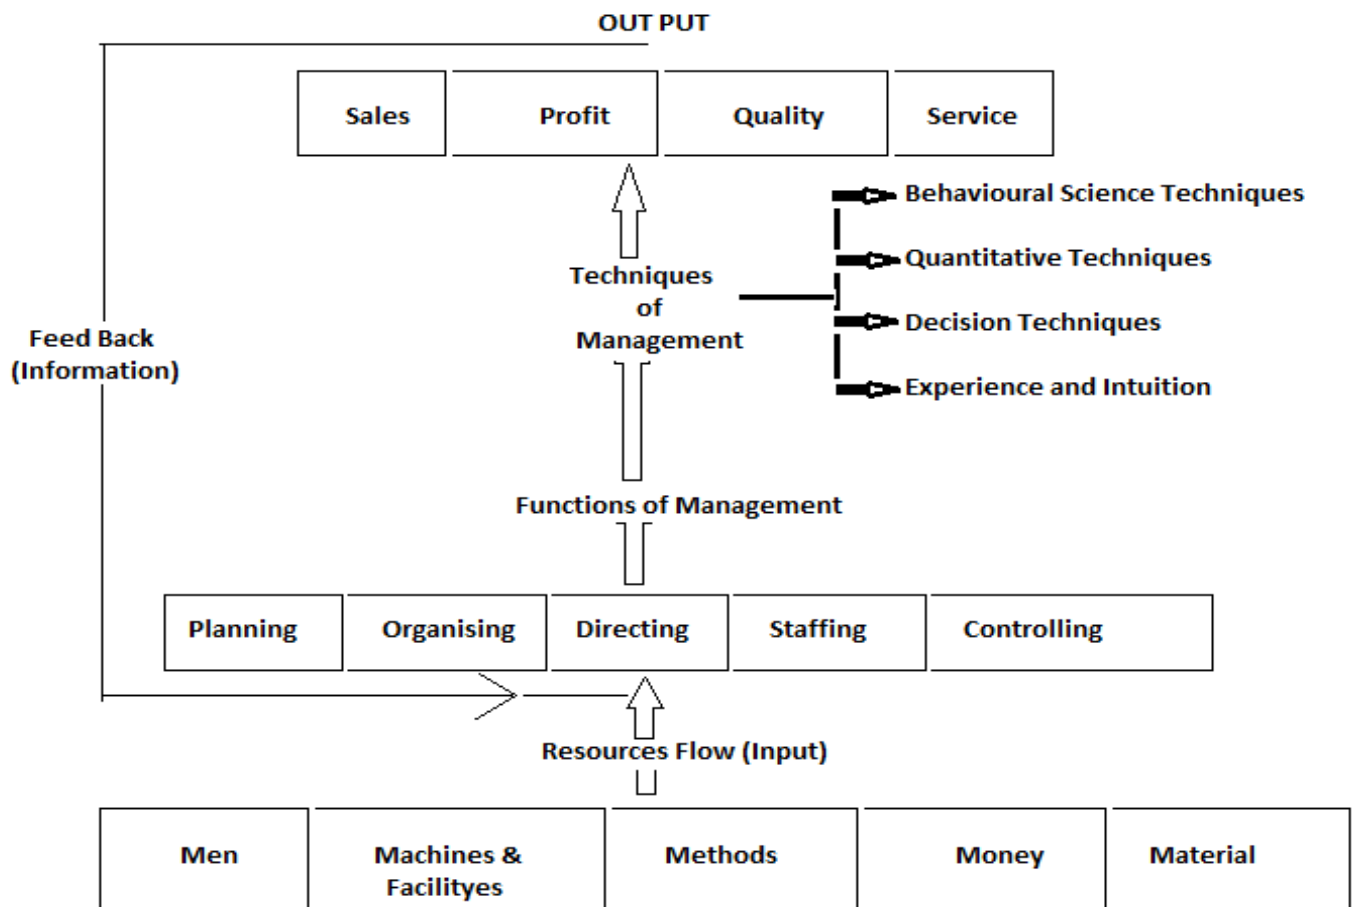 OUT PUT
Sales Profit Quality Service
Behavioural Science Techniques
Quantitative Techniques
Techniques
of
Management
Decision Techniques
Experience and Intuition
Feed Back
(Information)
Functions of Management
Planning Organising Directing Staffing Controlling
Resources Flow (Input)
Men Machines & Methods Money Material
Facilityes